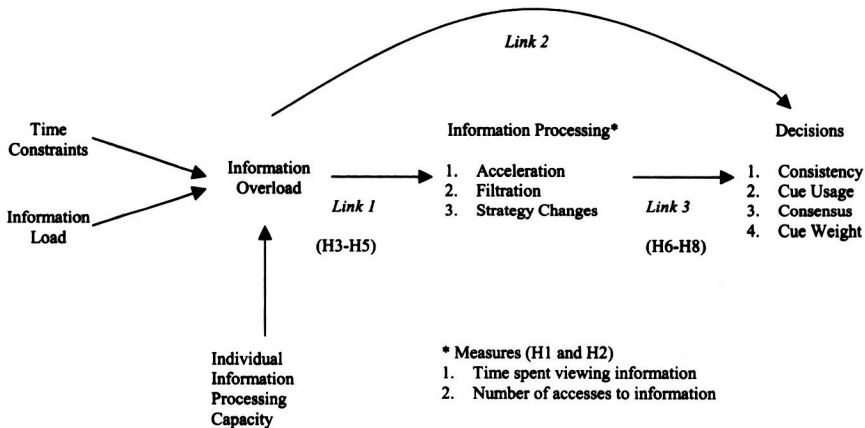 Link 2
Time
Constraints
Information
Load
Information
Overload
Link 1
(H3-H5)
Individual
Information
Processing
Capacity
Information Processing*
1. Acceleration
2. Filtration
3. Strategy Changes
Link 3
(H6-H8)
Decisions
1. Consistency
2. Cue Usage
3. Consensus
4. Cue Weight
* Measures (H1 and H2)
1. Time spent viewing information
2. Number of accesses to information